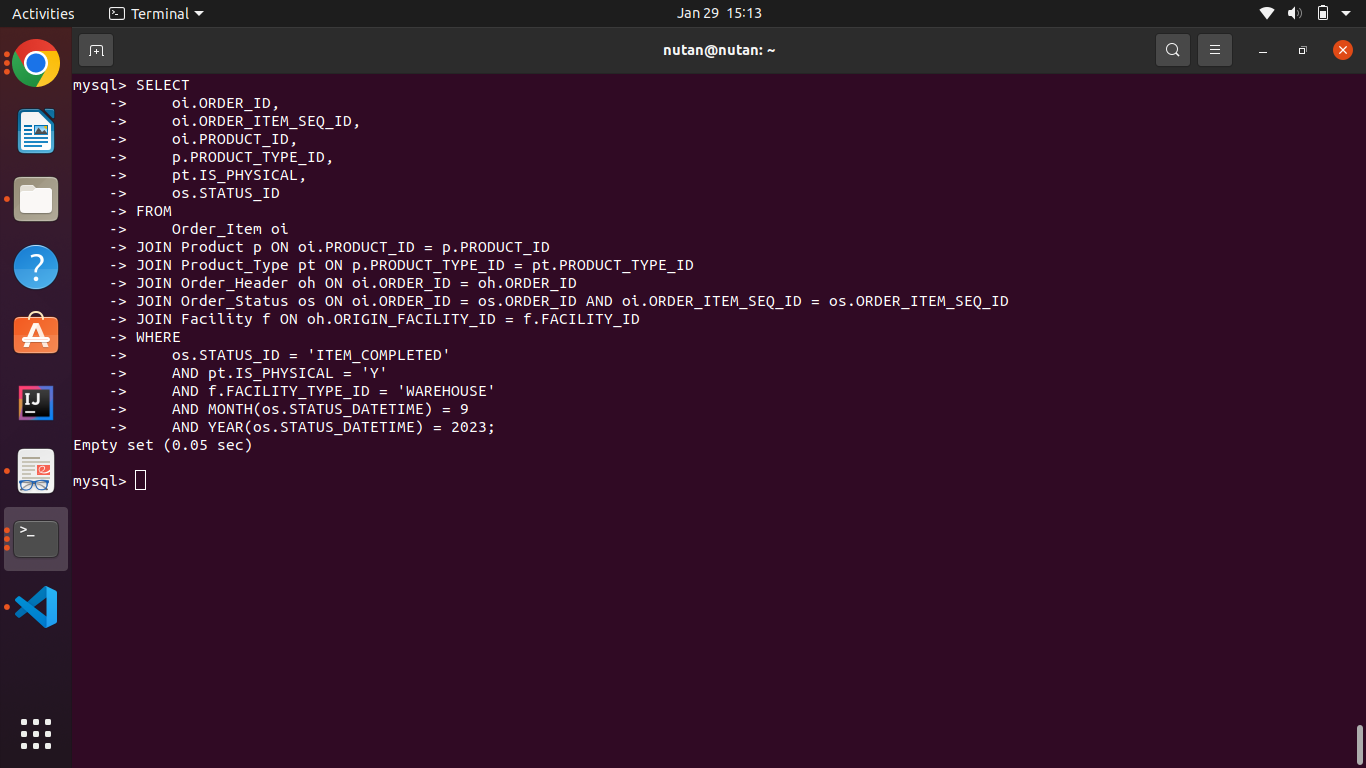 Activities
Terminal
Jan 29 15:13
nutan@nutan: ~
mysql> SELECT
    ->     oi.ORDER_ID,
    ->     oi.ORDER_ITEM_SEQ_ID,
    ->     oi.PRODUCT_ID,
    ->     p.PRODUCT_TYPE_ID,
    ->     pt.IS_PHYSICAL,
    ->     os.STATUS_ID
    -> FROM
    ->     Order_Item oi
    -> JOIN Product p ON oi.PRODUCT_ID = p.PRODUCT_ID
    -> JOIN Product_Type pt ON p.PRODUCT_TYPE_ID = pt.PRODUCT_TYPE_ID
    -> JOIN Order_Header oh ON oi.ORDER_ID = oh.ORDER_ID
    -> JOIN Order_Status os ON oi.ORDER_ID = os.ORDER_ID AND oi.ORDER_ITEM_SEQ_ID = os.ORDER_ITEM_SEQ_ID
    -> JOIN Facility f ON oh.ORIGIN_FACILITY_ID = f.FACILITY_ID
    -> WHERE
    ->     os.STATUS_ID = 'ITEM_COMPLETED'
    ->     AND pt.IS_PHYSICAL = 'Y'
    ->     AND f.FACILITY_TYPE_ID = 'WAREHOUSE'
    ->     AND MONTH(os.STATUS_DATETIME) = 9
    ->     AND YEAR(os.STATUS_DATETIME) = 2023;
Empty set (0.05 sec)
mysql>
?
A
IJ
>_